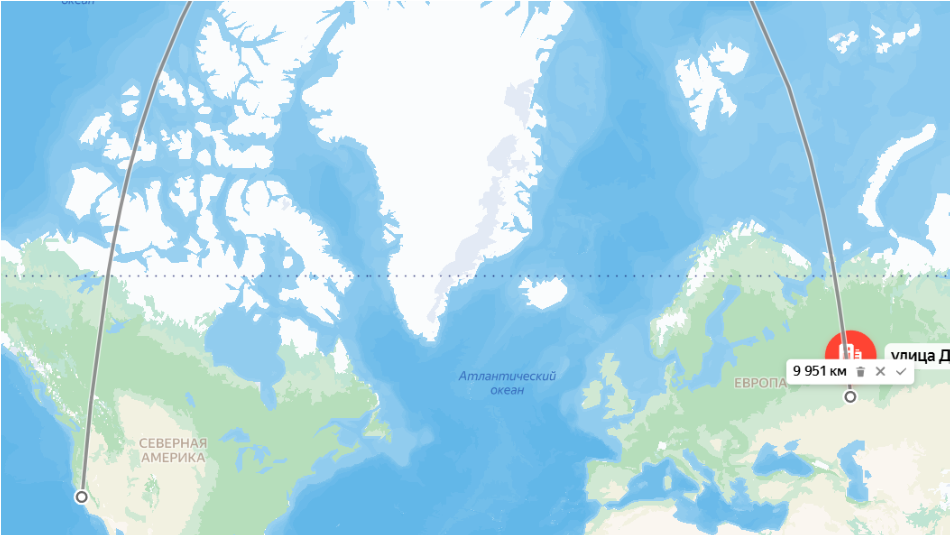 океан
улица Д
9 951 км
ЕВРОПА
Атлантический
океан
СЕВЕРНАЯ
АМЕРИКА